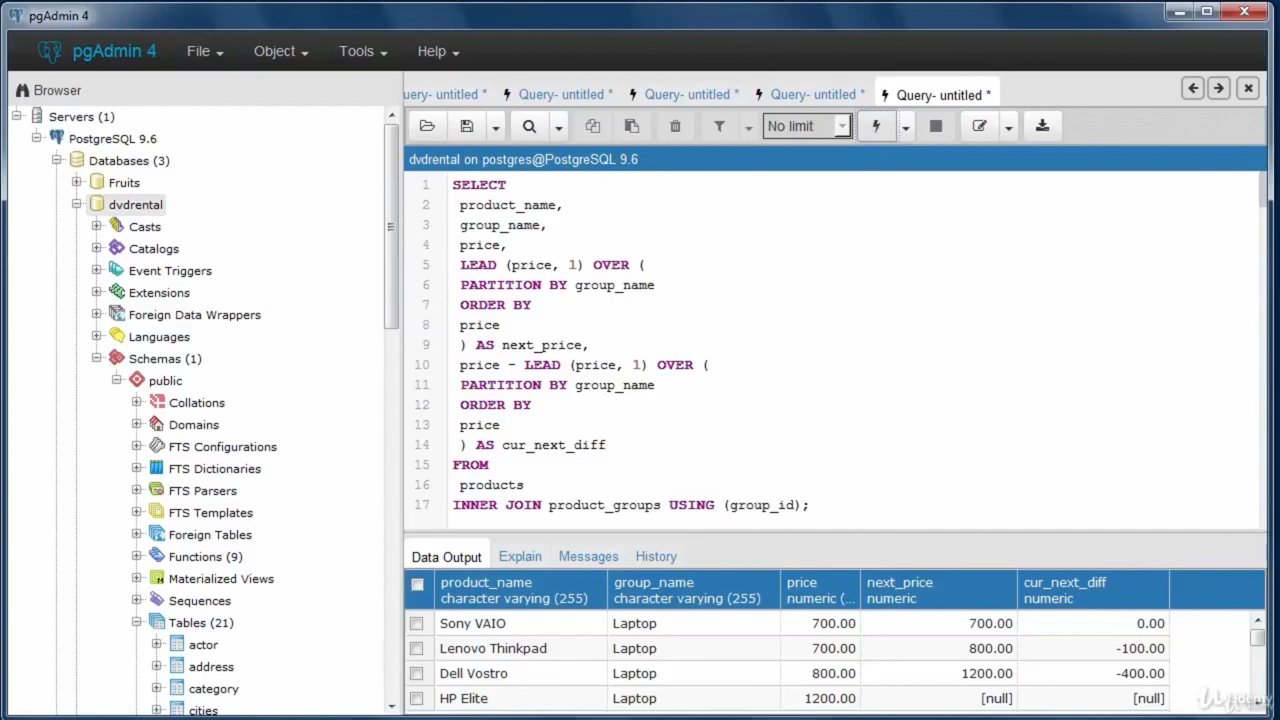 pgAdmin 4
pgAdmin 4 File Object Tools Help
Browser
uery- untitled * Query- untitled * Query- untitled * Query- untitled * Query- untitled *
No limit
dvdrental on postgres@PostgreSQL 9.6
Servers (1)
PostgreSQL 9.6
Databases (3)
Fruits
dvdrental
Casts
Catalogs
Event Triggers
Extensions
Foreign Data Wrappers
Languages
Schemas (1)
public
Collations
Domains
FTS Configurations
FTS Dictionaries
FTS Parsers
FTS Templates
Foreign Tables
Functions (9)
Materialized Views
Sequences
Tables (21)
actor
address
category
cities
1 SELECT
2 product_name,
3 group_name,
4 price,
5 LEAD (price, 1) OVER (
6 PARTITION BY group_name
7 ORDER BY
8 price
9 ) AS next_price,
10 price - LEAD (price, 1) OVER (
11 PARTITION BY group_name
12 ORDER BY
13 price
14 ) AS cur_next_diff
15 FROM
16 products
17 INNER JOIN product_groups USING (group_id);
Data Output Explain Messages History
product_name group_name price next_price cur_next_diff
character varying (255) character varying (255) numeric (... numeric numeric
Sony VAIO Laptop 700.00 700.00 0.00
Lenovo Thinkpad Laptop 700.00 800.00 -100.00
Dell Vostro Laptop 800.00 1200.00 -400.00
HP Elite Laptop 1200.00 [null] [null]